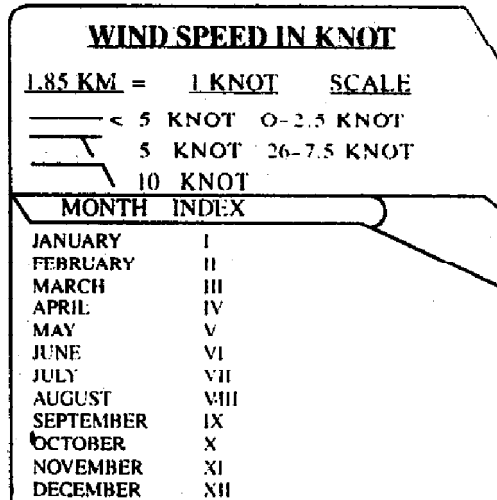 WIND SPEED IN KNOT
1.85 KM = 1 KNOT SCALE
< 5 KNOT 0-2.5 KNOT
5 KNOT 26-7.5 KNOT
10 KNOT
MONTH INDEX
JANUARY I
FEBRUARY II
MARCH III
APRIL IV
MAY V
JUNE VI
JULY VII
AUGUST VIII
SEPTEMBER IX
OCTOBER X
NOVEMBER XI
DECEMBER XII